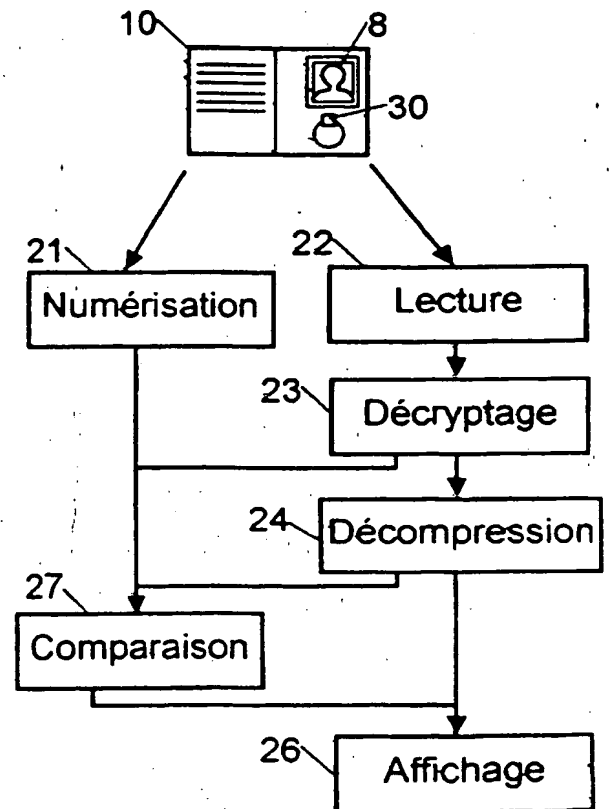 10
8
30
21
22
Numérisation
Lecture
23
Décryptage
24
Décompression
27
Comparaison
26
Affichage